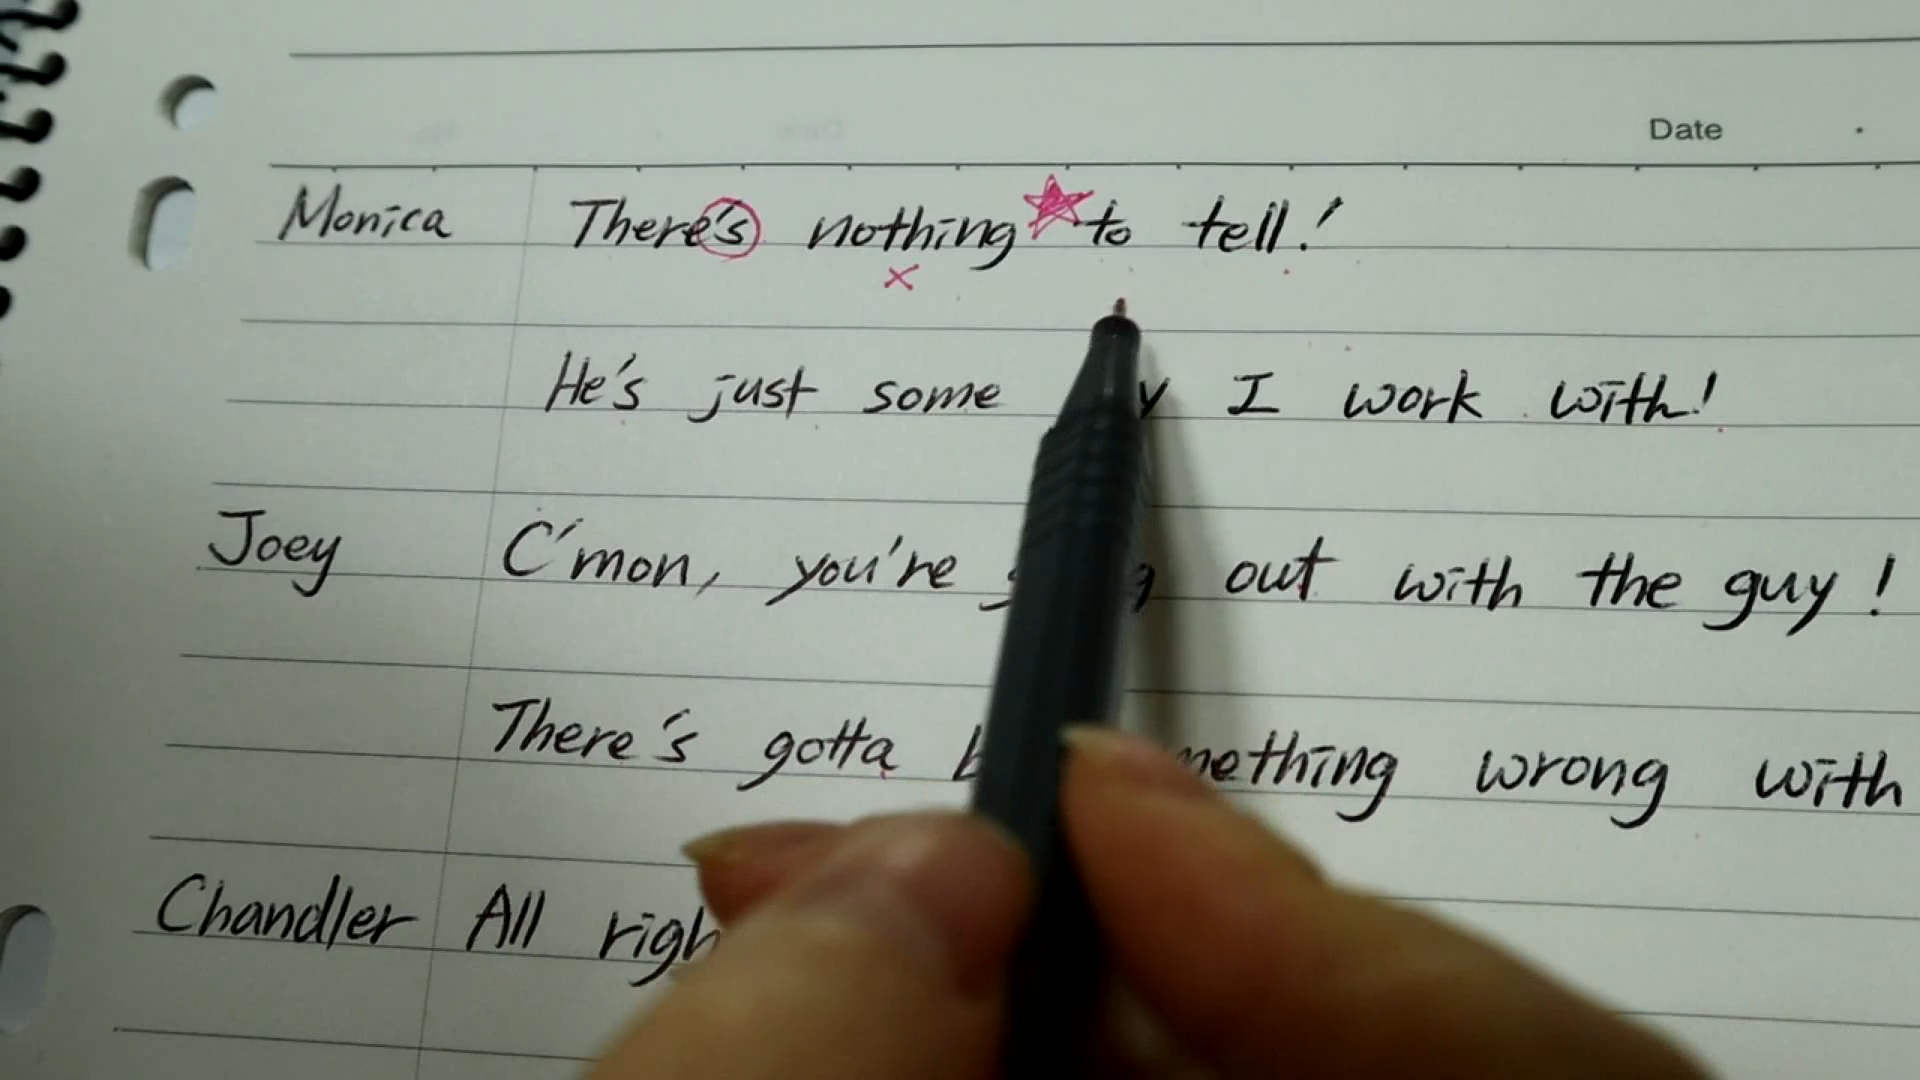 Date
Monica There's nothing to tell!
He's just some I work with!
Joey C'mon, you're out with the guy!
There's gotta wrong with
Chandler All